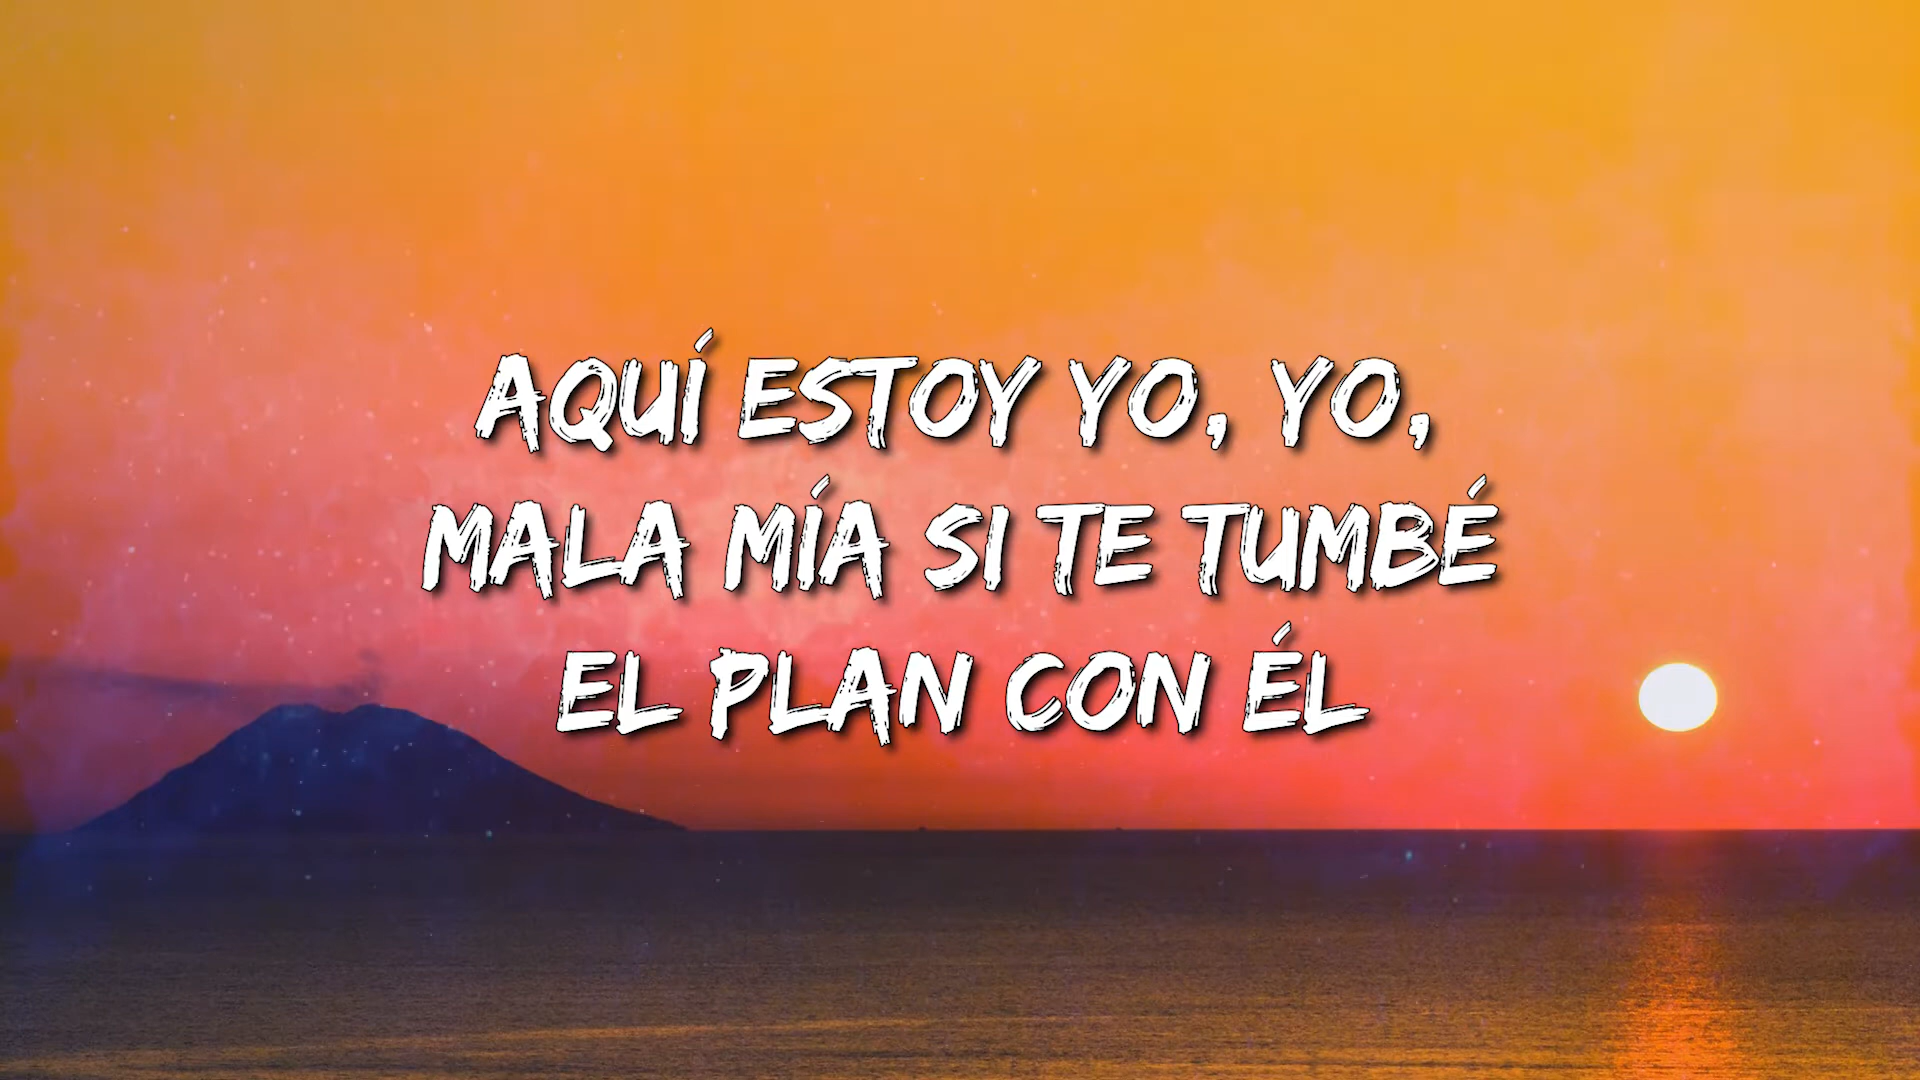 AQUÍ ESTOY YO, YO,
MALA MÍA SI TE TUMBÉ
EL PLAN CON ÉL